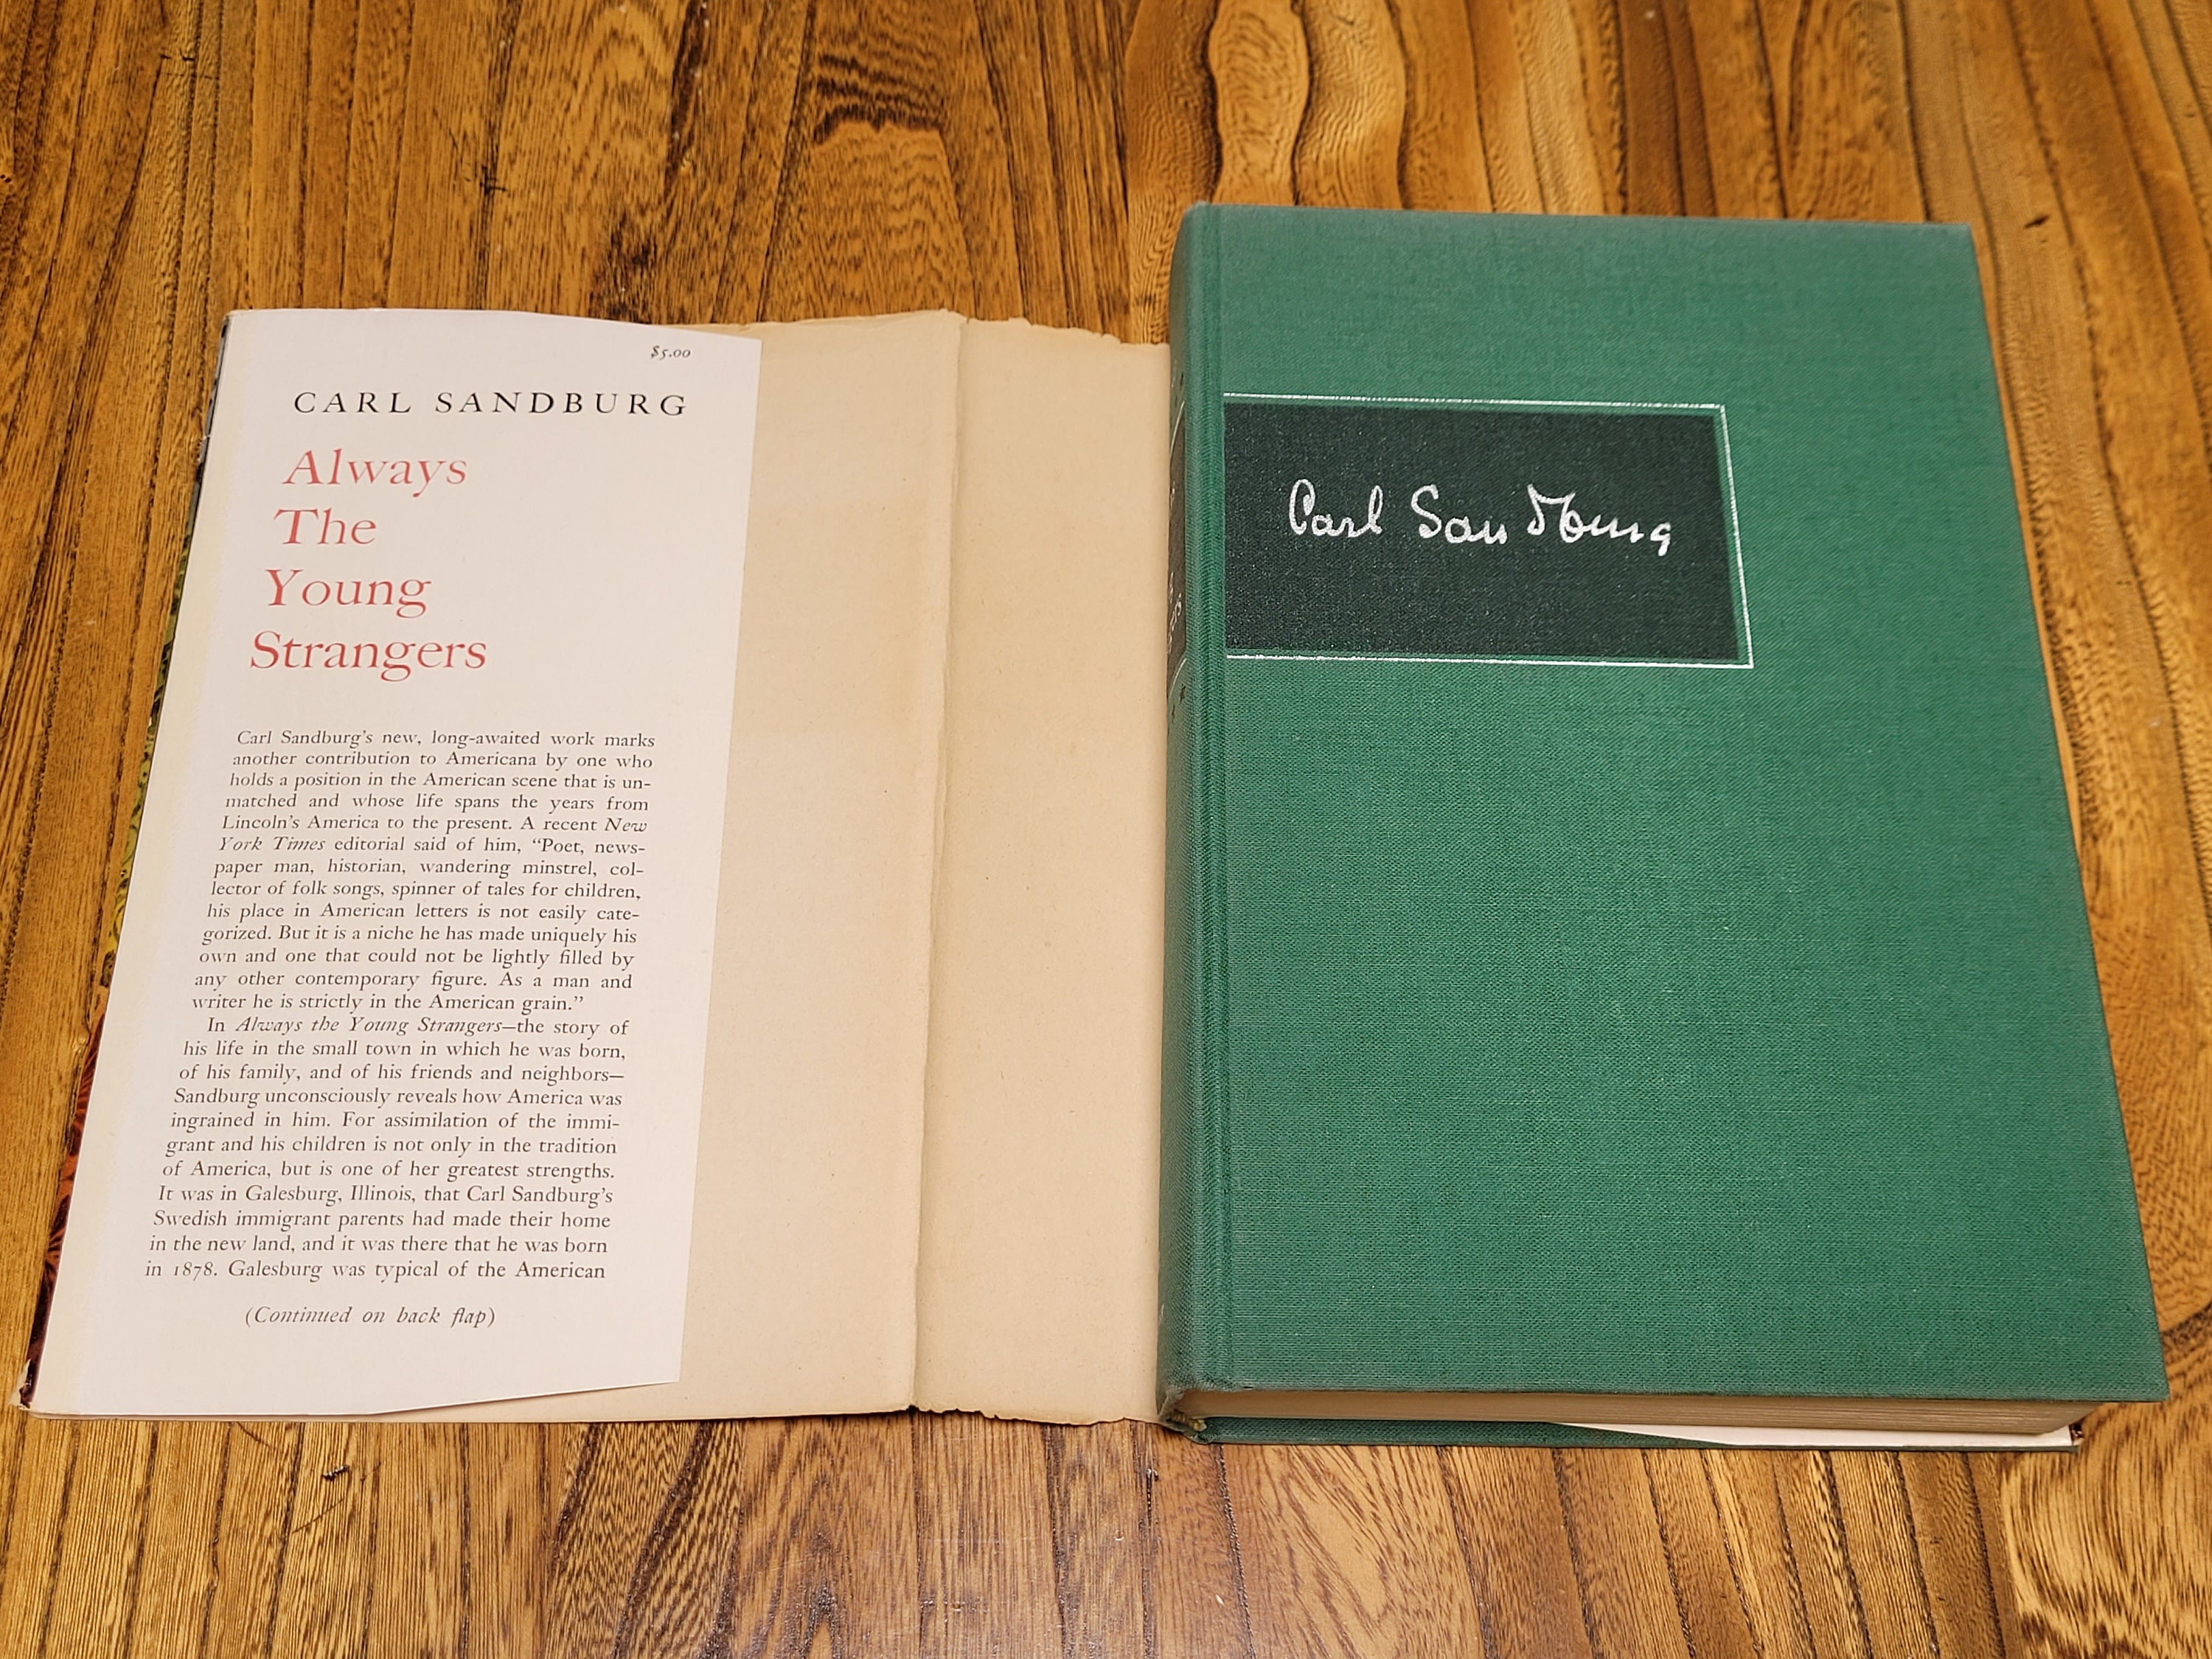 $5.00
CARL SANDBURG
Always
The
Young
Strangers
Carl Sandburg's new, long-awaited work marks
another contribution to Americana by one who
holds a position in the American scene that is un-
matched and whose life spans the years from
Lincoln's America to the present. A recent New
York Times editorial said of him, “Poet, news-
paper man, historian, wandering minstrel, col-
lector of folk songs, spinner of tales for children,
his place in American letters is not easily cate-
gorized. But it is a niche he has made uniquely his
own and one that could not be lightly filled by
any other contemporary figure. As a man and
writer he is strictly in the American grain.”
In Always the Young Strangers—the story of
his life in the small town in which he was born,
of his family, and of his friends and neighbors—
Sandburg unconsciously reveals how America was
ingrained in him. For assimilation of the immi-
grant and his children is not only in the tradition
of America, but is one of her greatest strengths.
It was in Galesburg, Illinois, that Carl Sandburg's
Swedish immigrant parents had made their home
in the new land, and it was there that he was born
in 1878. Galesburg was typical of the American
(Continued on back flap)
Carl Sandburg